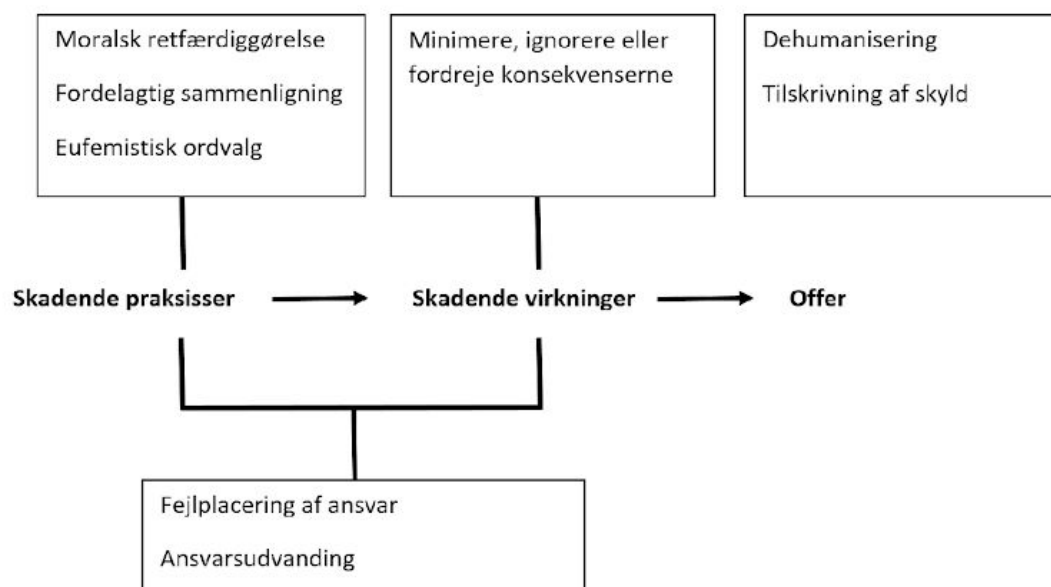 Moralsk retfærdiggørelse
Fordelagtig sammenligning
Eufemistisk ordvalg
Minimere, ignorere eller
fordreje konsekvenserne
Dehumanisering
Tilskrivning af skyld
Skadende praksisser
Skadende virkninger
Offer
Fejlplacering af ansvar
Ansvarsudvanding